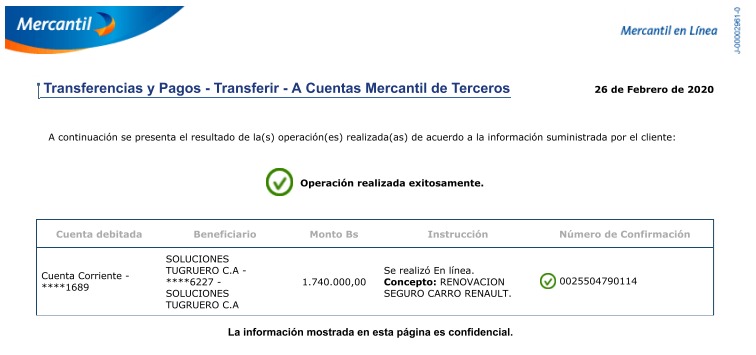 Mercantil
Mercantil en Línea
J-00002961-0
Transferencias y Pagos - Transferir - A Cuentas Mercantil de Terceros
26 de Febrero de 2020
A continuación se presenta el resultado de la(s) operación(es) realizada(as) de acuerdo a la información suministrada por el cliente:
Operación realizada exitosamente.
Cuenta debitada Beneficiario Monto Bs Instrucción Número de Confirmación
Cuenta Corriente -
****1689
SOLUCIONES
TUGRUERO C.A -
****6227 -
SOLUCIONES
TUGRUERO C.A
1.740.000,00
Se realizó En línea.
Concepto: RENOVACION
SEGURO CARRO RENAULT.
0025504790114
La información mostrada en esta página es confidencial.